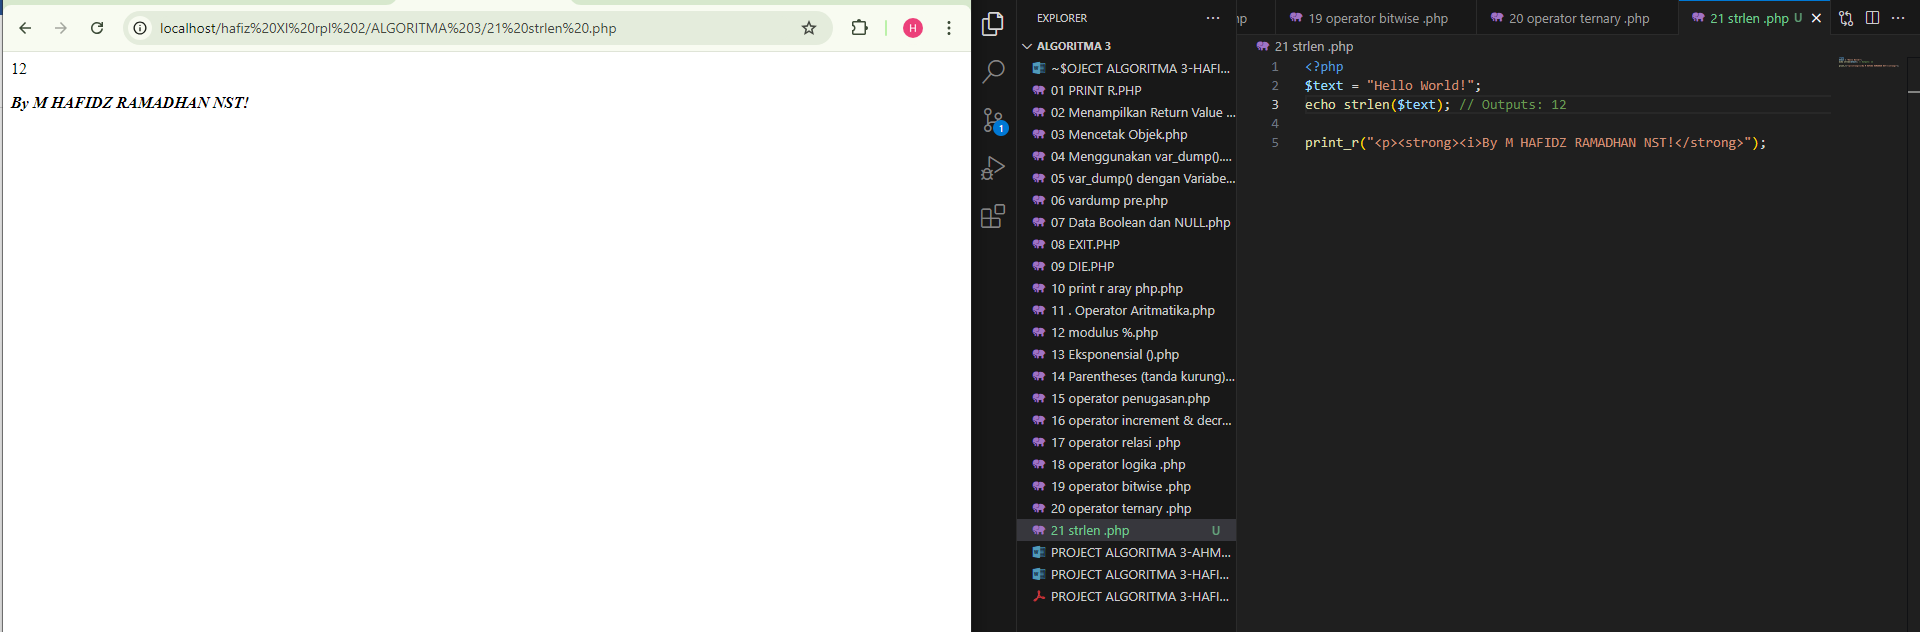 localhost/hafiz%20XI%20rpl%202/ALGORITMA%203/21%20strlen%20.php
H
12
By M HAFIDZ RAMADHAN NST!
1
EXPLORER
ALGORITMA 3
~$OJECT ALGORITMA 3-HAFI...
01 PRINT R.PHP
02 Menampilkan Return Value ...
03 Mencetak Objek.php
04 Menggunakan var_dump()....
05 var_dump() dengan Variabe...
06 vardump pre.php
07 Data Boolean dan NULL.php
08 EXIT.PHP
09 DIE.PHP
10 print r aray php.php
11 . Operator Aritmatika.php
12 modulus %.php
13 Eksponensial ().php
14 Parentheses (tanda kurung)...
15 operator penugasan.php
16 operator increment & decr...
17 operator relasi .php
18 operator logika .php
19 operator bitwise .php
20 operator ternary .php
21 strlen .php U
PROJECT ALGORITMA 3-AHM...
PROJECT ALGORITMA 3-HAFI...
PROJECT ALGORITMA 3-HAFI...
hp 19 operator bitwise .php 20 operator ternary .php 21 strlen .php U
21 strlen .php
1 <?php
2 $text = "Hello World!";
3 echo strlen($text); // Outputs: 12
4
5 print_r("<p><strong><i>By M HAFIDZ RAMADHAN NST!</strong>");